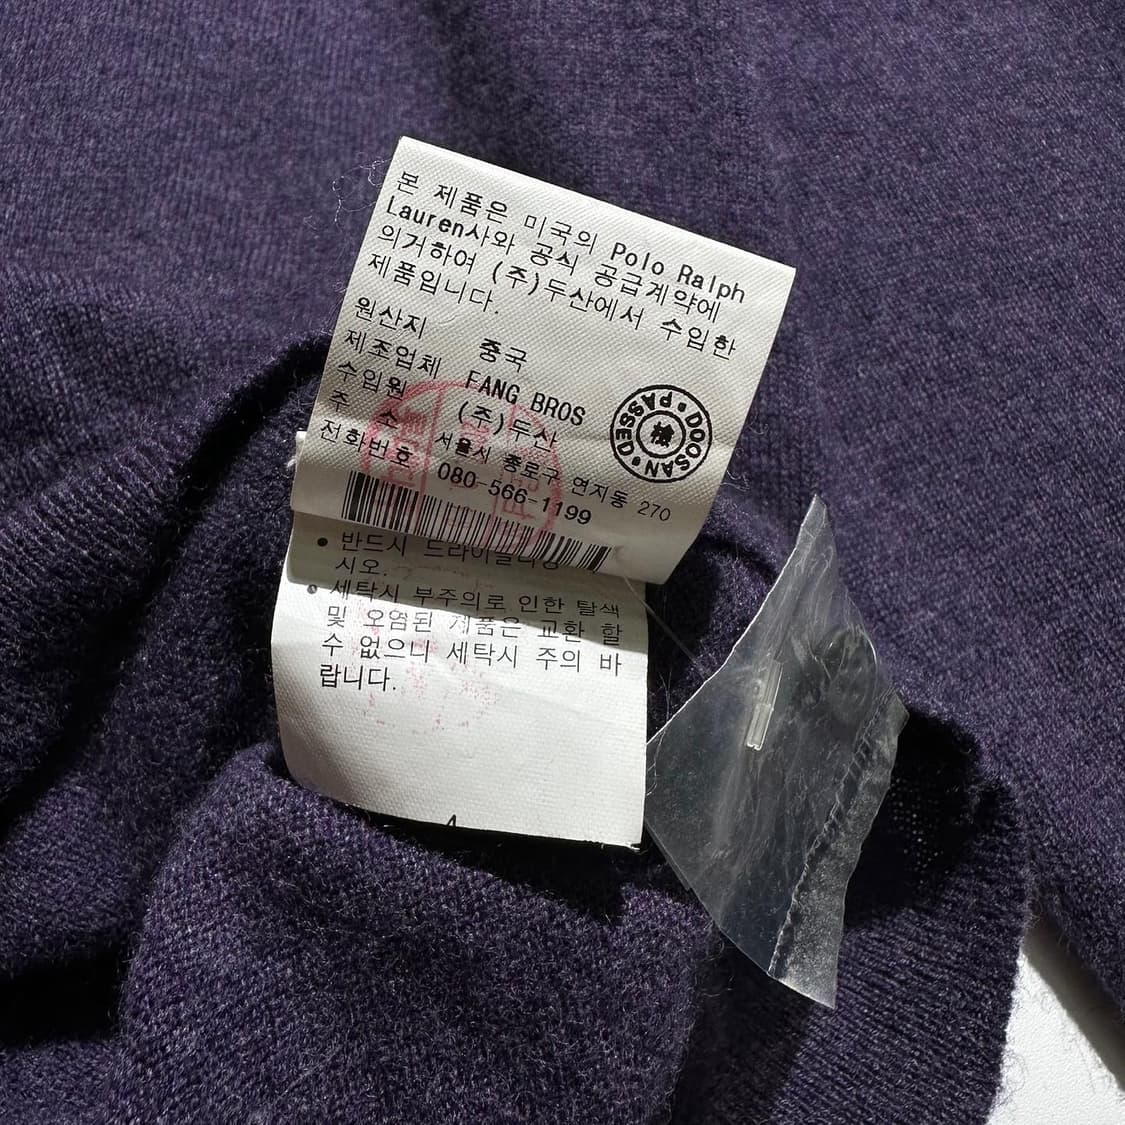 본 제품은 미국의 Polo Ralph
Lauren사와 공식 공급계약에
의거하여 (주)두산에서 수입한
제품입니다.
원산지 중국
제조업체 FANG BROS
수입원 (주)두산
주 소 서울시 종로구 연지동 270
전화번호 080-566-1199
DOOSAN • PASSED •
檢
• 반드시 드라이클리닝
시오.
• 세탁시 부주의로 인한 탈색
및 오염된 제품은 교환 할
수 없으니 세탁시 주의 바
랍니다.